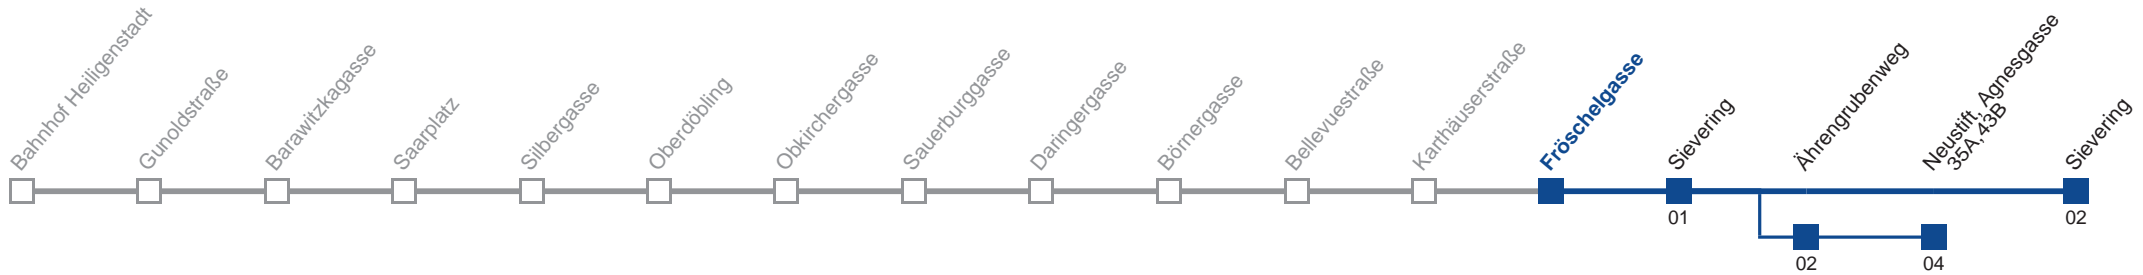 Bahnhof Heiligenstadt
Gunoldstraße
Barawitzkagasse
Saarplatz
Silbergasse
Oberdöbling
Obkirchergasse
Sauerburggasse
Daringergasse
Börnergasse
Bellevuestraße
Karthäuserstraße
Fröschelgasse
Sievering
Ährengrubenweg
Neustift, Agnesgasse
35A, 43B
Sievering
01
02
02
04